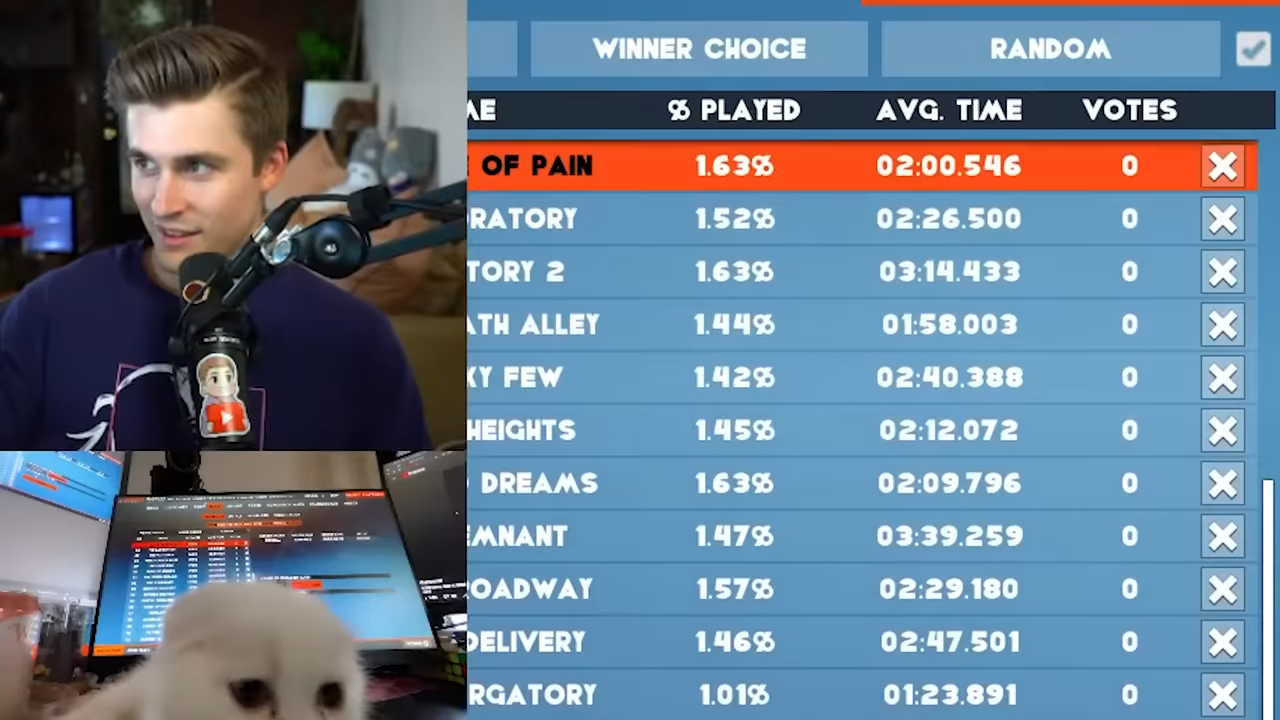 WINNER CHOICE RANDOM
ME % PLAYED AVG. TIME VOTES
OF PAIN 1.63% 02:00.546 0
ORATORY 1.52% 02:26.500 0
TORY 2 1.63% 03:14.433 0
ATH ALLEY 1.44% 01:58.003 0
KY FEW 1.42% 02:40.388 0
HEIGHTS 1.45% 02:12.072 0
DREAMS 1.63% 02:09.796 0
EMNANT 1.47% 03:39.259 0
OADWAY 1.57% 02:29.180 0
DELIVERY 1.46% 02:47.501 0
RGATORY 1.01% 01:23.891 0